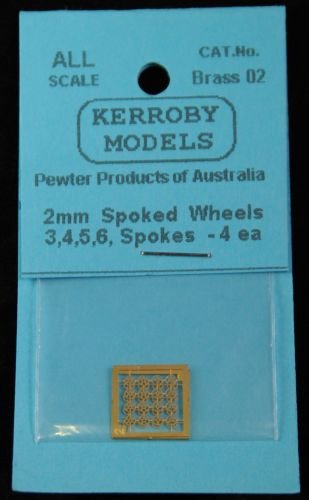 ALL CAT.No.
SCALE Brass 02
KERROBY
MODELS
Pewter Products of Australia
2mm Spoked Wheels
3,4,5,6, Spokes - 4 ea